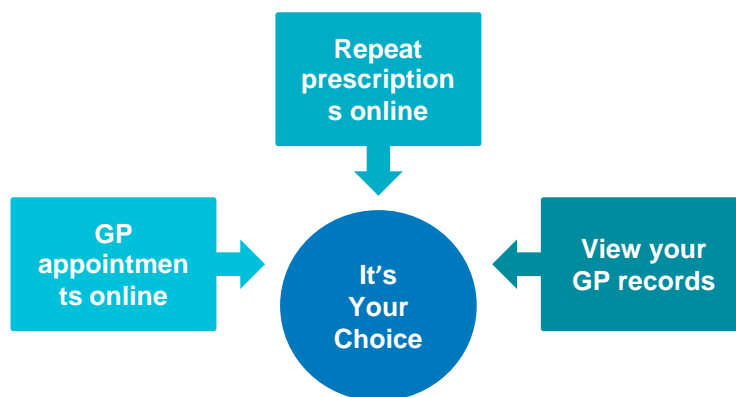 Repeat
prescription
s online
GP
appointmen
ts online
It's
Your
Choice
View your
GP records